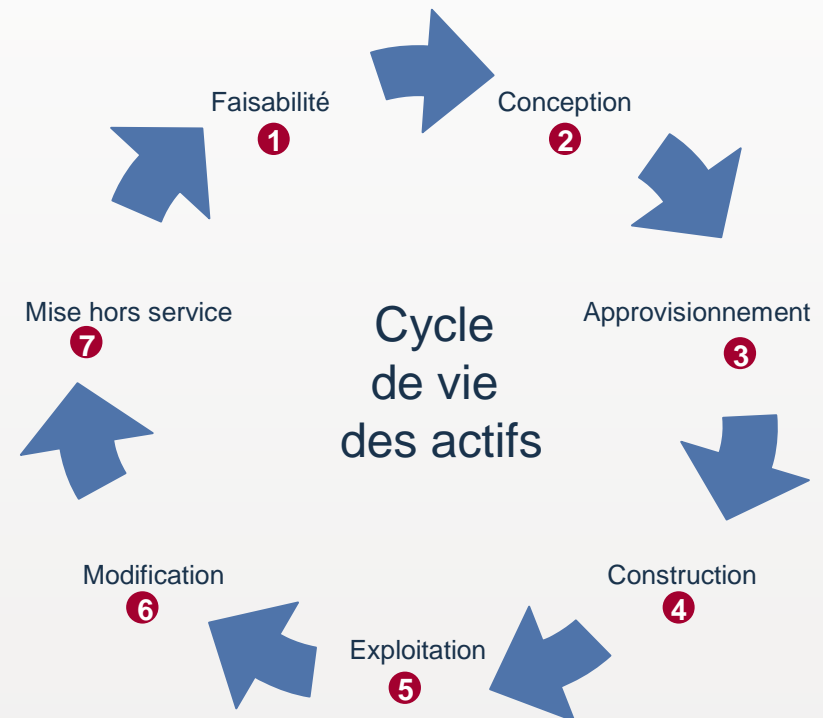 Faisabilité
1
Conception
2
Approvisionnement
3
Construction
4
Exploitation
5
Modification
6
Mise hors service
7
Cycle
de vie
des actifs